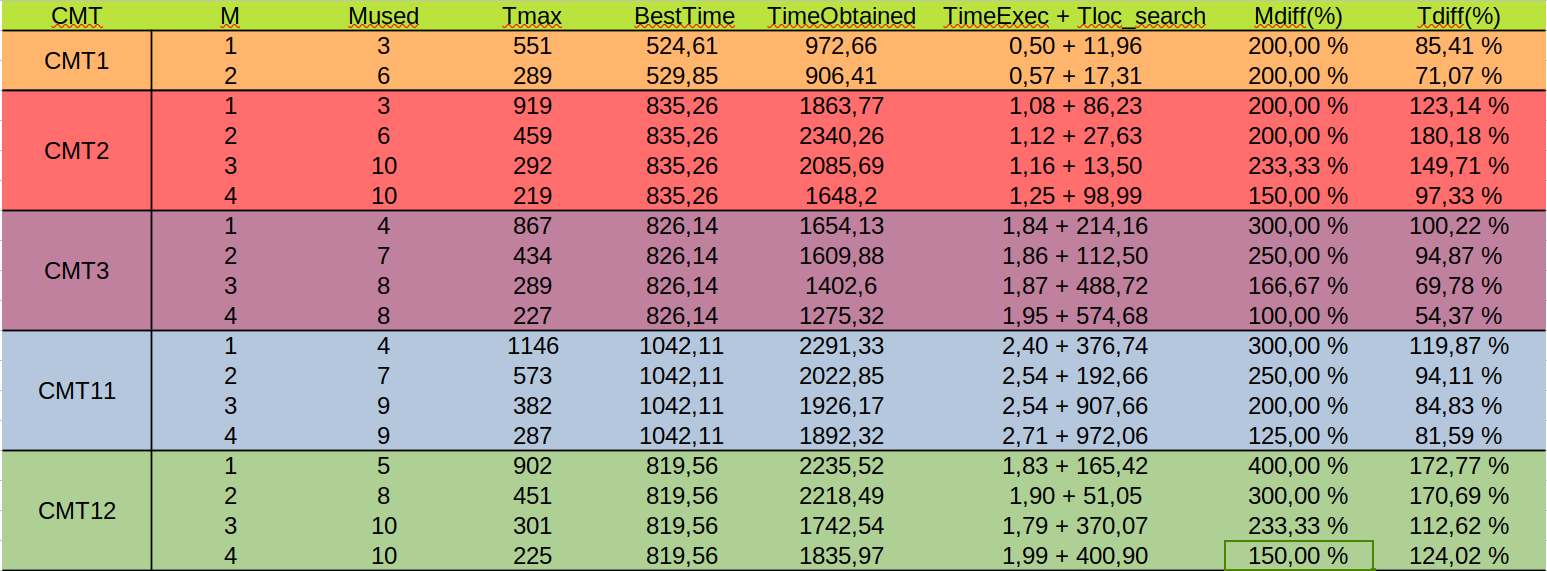 CMT M Mused Tmax BestTime TimeObtained TimeExec + Tloc_search Mdiff(%) Tdiff(%)
CMT1 1 3 551 524,61 972,66 0,50 + 11,96 200,00 % 85,41 %
2 6 289 529,85 906,41 0,57 + 17,31 200,00 % 71,07 %
CMT2 1 3 919 835,26 1863,77 1,08 + 86,23 200,00 % 123,14 %
2 6 459 835,26 2340,26 1,12 + 27,63 200,00 % 180,18 %
3 10 292 835,26 2085,69 1,16 + 13,50 233,33 % 149,71 %
4 10 219 835,26 1648,2 1,25 + 98,99 150,00 % 97,33 %
CMT3 1 4 867 826,14 1654,13 1,84 + 214,16 300,00 % 100,22 %
2 7 434 826,14 1609,88 1,86 + 112,50 250,00 % 94,87 %
3 8 289 826,14 1402,6 1,87 + 488,72 166,67 % 69,78 %
4 8 227 826,14 1275,32 1,95 + 574,68 100,00 % 54,37 %
CMT11 1 4 1146 1042,11 2291,33 2,40 + 376,74 300,00 % 119,87 %
2 7 573 1042,11 2022,85 2,54 + 192,66 250,00 % 94,11 %
3 9 382 1042,11 1926,17 2,54 + 907,66 200,00 % 84,83 %
4 9 287 1042,11 1892,32 2,71 + 972,06 125,00 % 81,59 %
CMT12 1 5 902 819,56 2235,52 1,83 + 165,42 400,00 % 172,77 %
2 8 451 819,56 2218,49 1,90 + 51,05 300,00 % 170,69 %
3 10 301 819,56 1742,54 1,79 + 370,07 233,33 % 112,62 %
4 10 225 819,56 1835,97 1,99 + 400,90 150,00 % 124,02 %